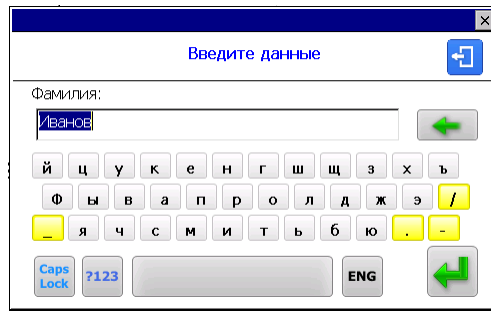 Введите данные
Фамилия:
Иванов
й ц у к е н г ш щ з х ъ
ф ы в а п р о л д ж э /
_ я ч с м и т ь б ю . -
Caps Lock ?123 ENG